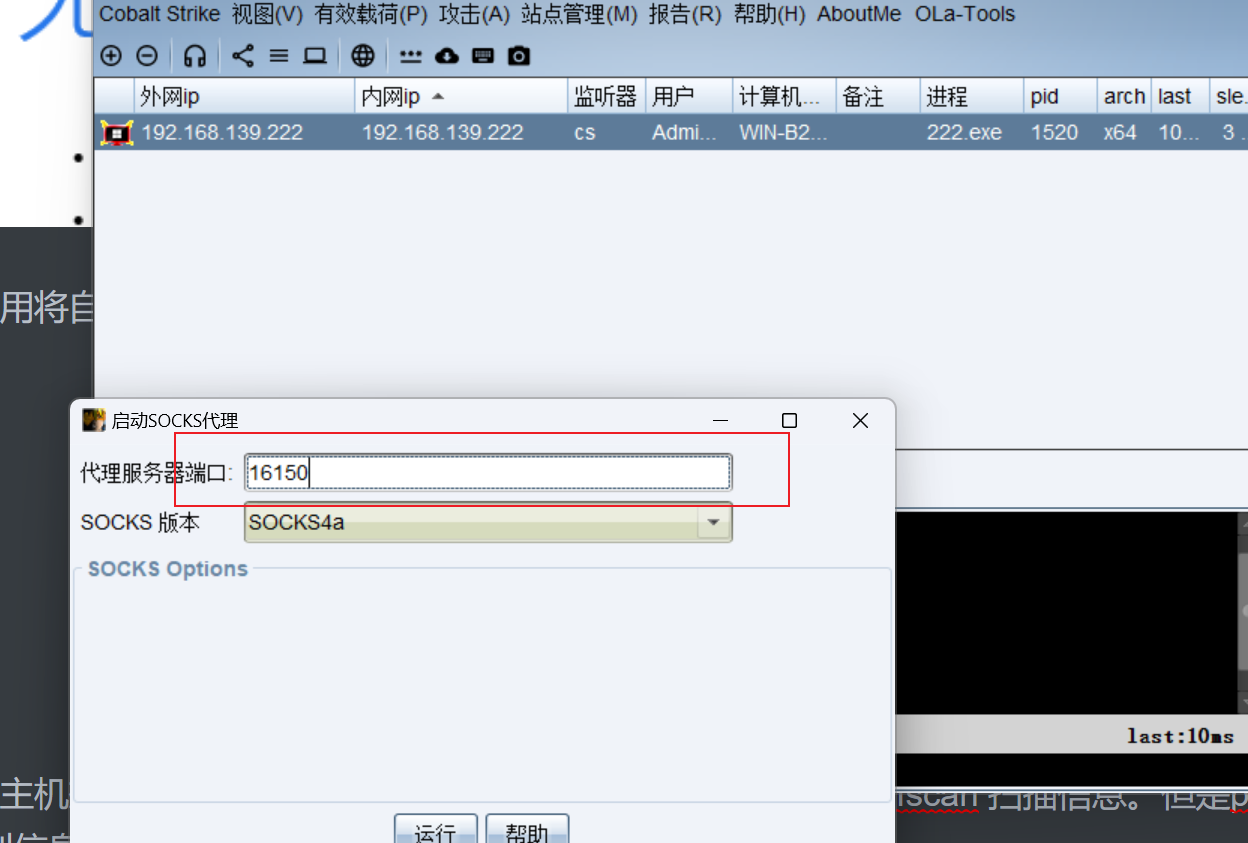 Cobalt Strike 视图(V) 有效载荷(P) 攻击(A) 站点管理(M) 报告(R) 帮助(H) AboutMe OLa-Tools
外网ip 内网ip 监听器 用户 计算机... 备注 进程 pid arch last sle.
192.168.139.222 192.168.139.222 cs Admi... WIN-B2... 222.exe 1520 x64 10... 3 .
用将自
启动SOCKS代理
代理服务器端口: 16150
SOCKS 版本 SOCKS4a
SOCKS Options
last:10ms
主机 扫描信息。但是p
运行 帮助